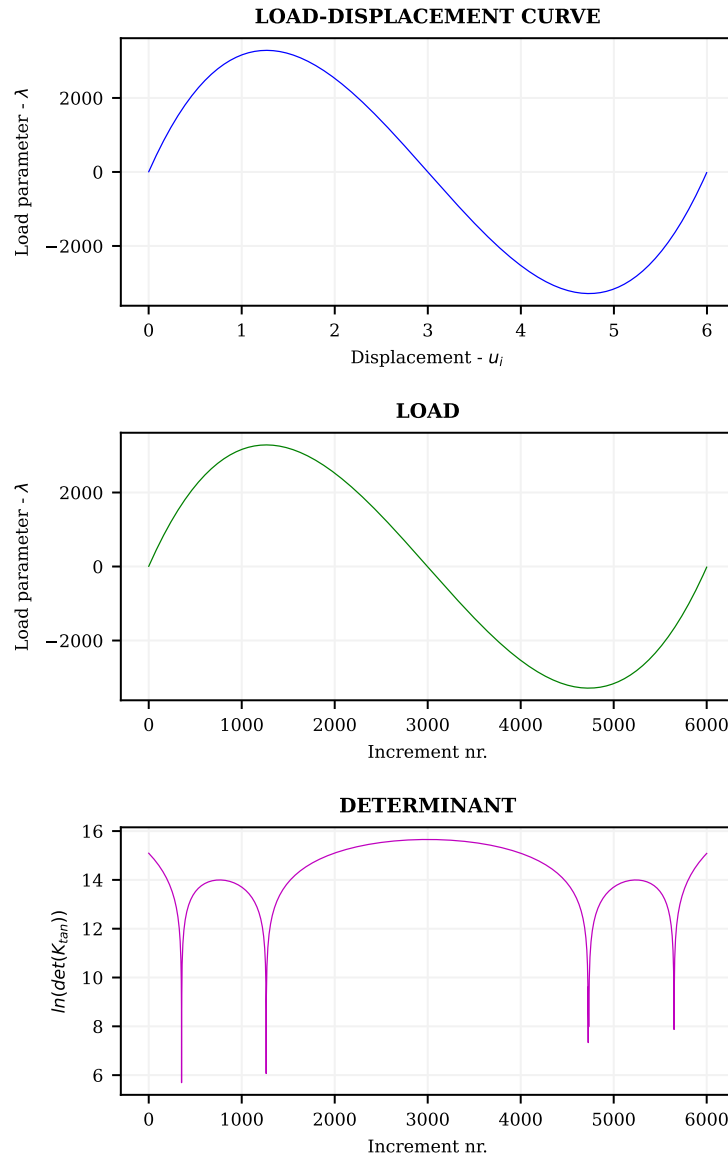 LOAD-DISPLACEMENT CURVE
Load parameter - λ
2000
0
−2000
0 1 2 3 4 5 6
Displacement - u_i
LOAD
Load parameter - λ
2000
0
−2000
0 1000 2000 3000 4000 5000 6000
Increment nr.
DETERMINANT
ln(det(K_tan))
16
14
12
10
8
6
0 1000 2000 3000 4000 5000 6000
Increment nr.